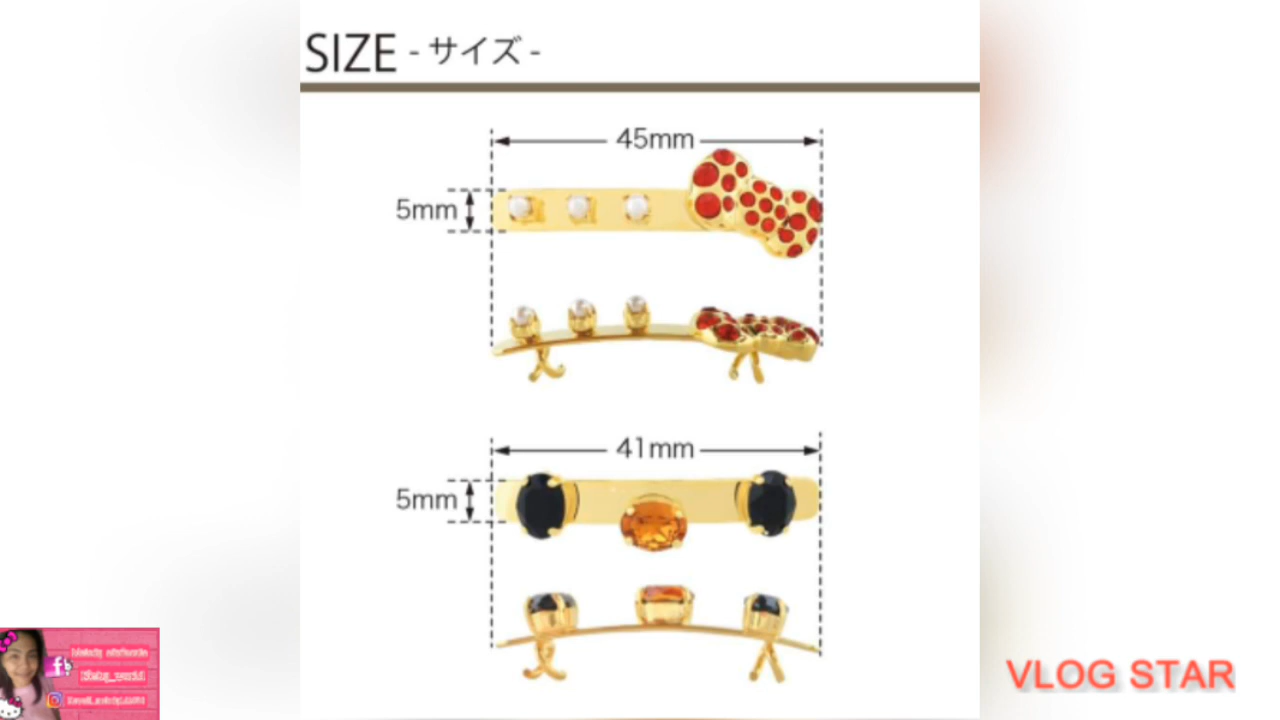 SIZE - サイズ -
45mm
5mm
41mm
5mm
VLOG STAR